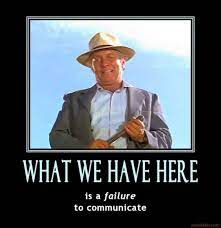 WHAT WE HAVE HERE
is a failure
to communicate